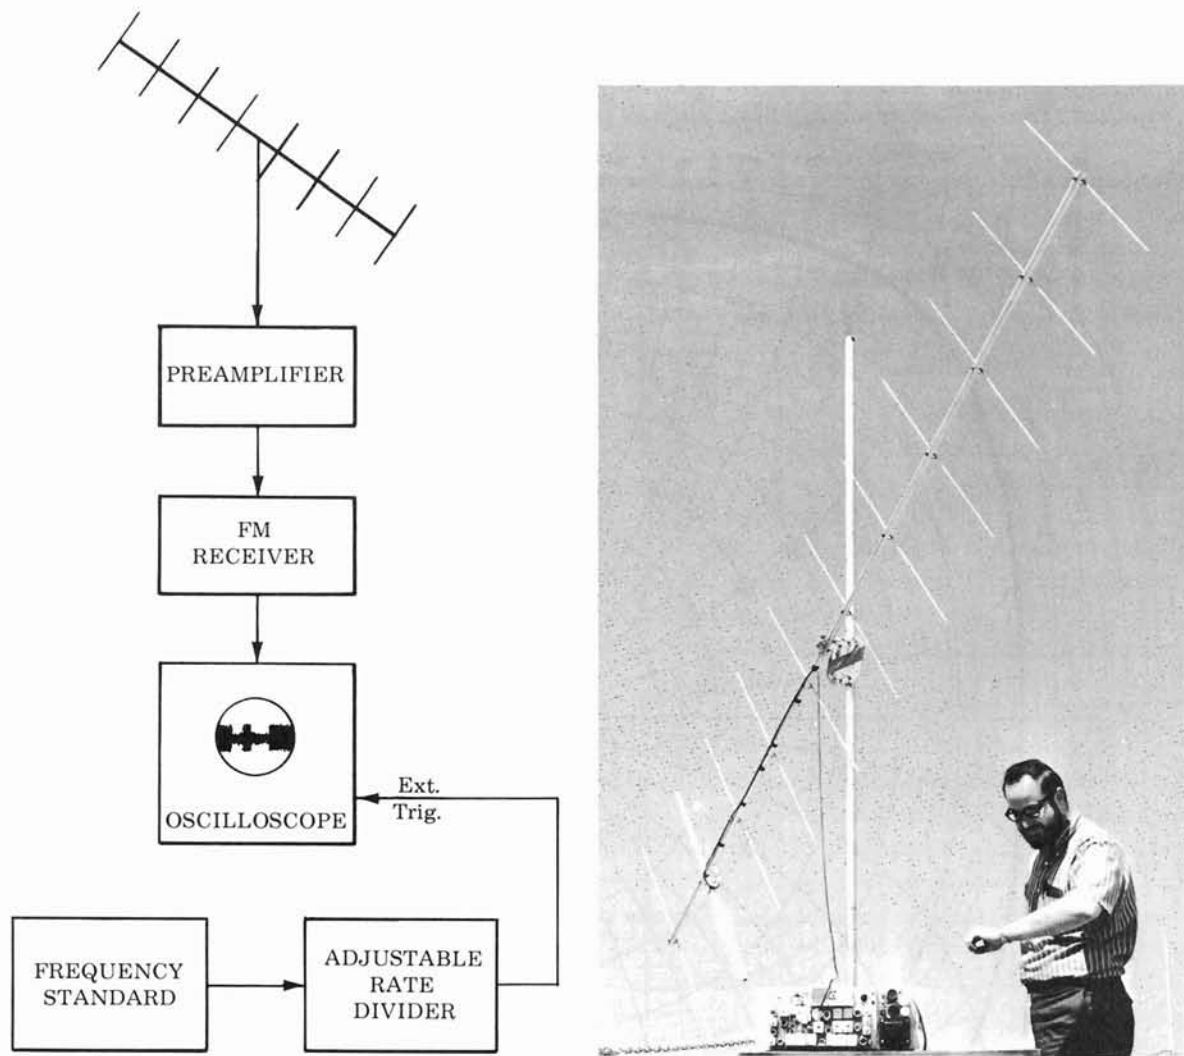 PREAMPLIFIER
FM
RECEIVER
OSCILLOSCOPE
Ext.
Trig.
FREQUENCY
STANDARD
ADJUSTABLE
RATE
DIVIDER